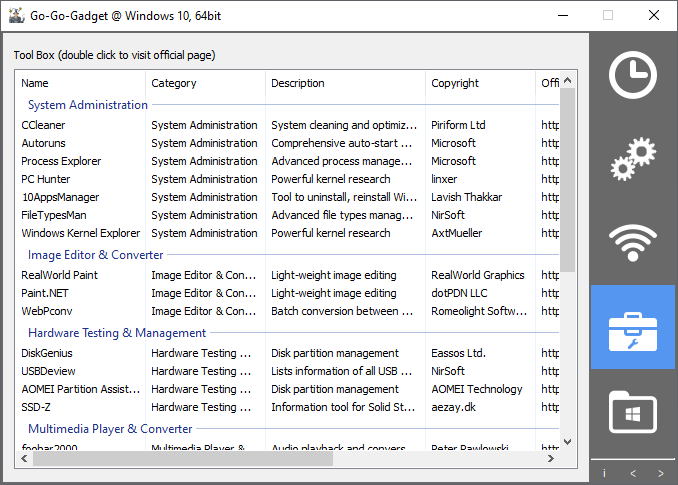 Go-Go-Gadget @ Windows 10, 64bit
Tool Box (double click to visit official page)
Name Category Description Copyright Offi
System Administration
CCleaner System Administration System cleaning and optimiz... Piriform Ltd http
Autoruns System Administration Comprehensive auto-start ... Microsoft http
Process Explorer System Administration Advanced process manage... Microsoft http
PC Hunter System Administration Powerful kernel research linxer http
10AppsManager System Administration Tool to uninstall, reinstall Wi... Lavish Thakkar http
FileTypesMan System Administration Advanced file types manag... NirSoft http
Windows Kernel Explorer System Administration Powerful kernel research AxtMueller http
Image Editor & Converter
RealWorld Paint Image Editor & Con... Light-weight image editing RealWorld Graphics http
Paint.NET Image Editor & Con... Light-weight image editing dotPDN LLC http
WebPconv Image Editor & Con... Batch conversion between ... Romeolight Softw... http
Hardware Testing & Management
DiskGenius Hardware Testing ... Disk partition management Eassos Ltd. http
USBDeview Hardware Testing ... Lists information of all USB ... NirSoft http
AOMEI Partition Assist... Hardware Testing ... Disk partition management AOMEI Technology http
SSD-Z Hardware Testing ... Information tool for Solid St... aezay.dk http
Multimedia Player & Converter
foobar2000 Multimedia Player & Audio playback and convers Peter Pawlowski http
i < >